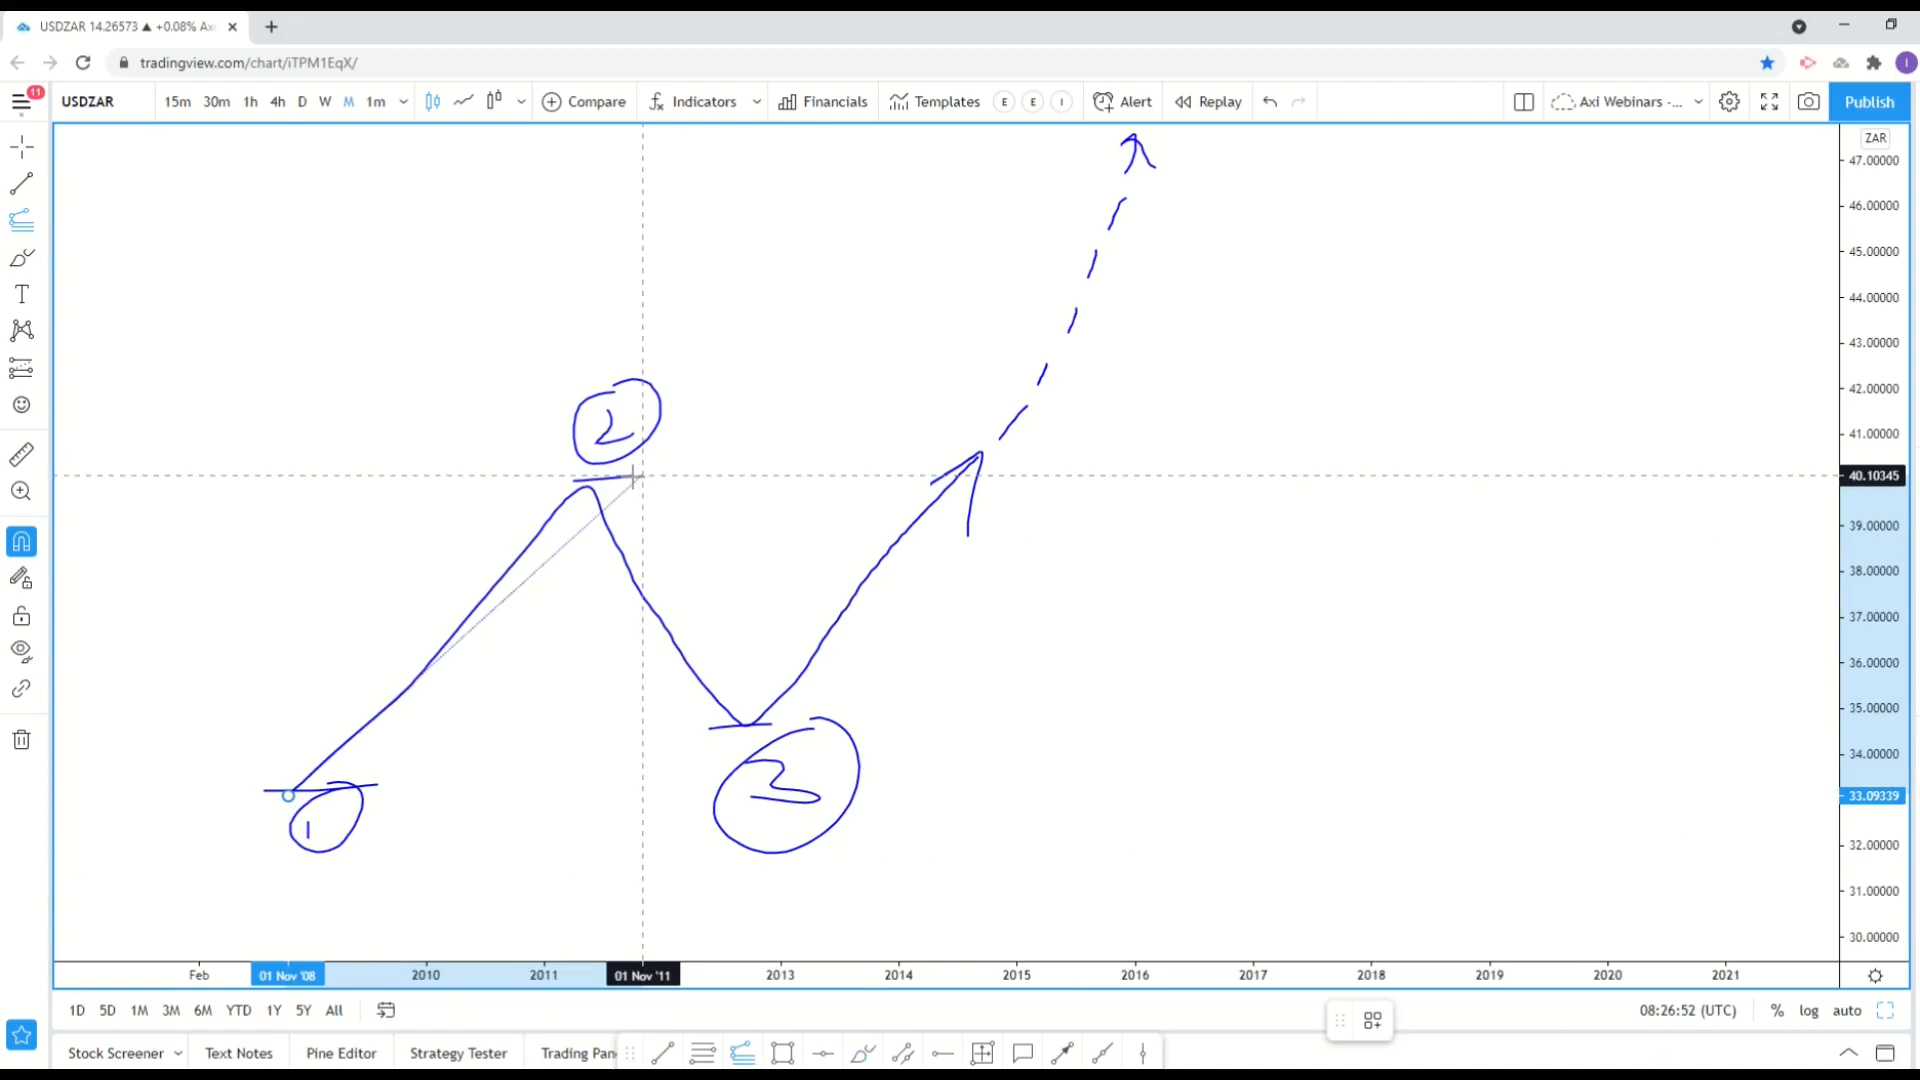 USDZAR 14.26573 ▲ +0.08% Ax
tradingview.com/chart/iTPM1EqX/
I
11
USDZAR 15m 30m 1h 4h D W M 1m Compare Indicators Financials Templates E E I Alert Replay Axi Webinars -... Publish
ZAR
47.00000
46.00000
45.00000
44.00000
43.00000
42.00000
41.00000
40.10345
39.00000
38.00000
37.00000
36.00000
35.00000
34.00000
33.09339
32.00000
31.00000
30.00000
2
3
1
Feb 01 Nov '08 2010 2011 01 Nov '11 2013 2014 2015 2016 2017 2018 2019 2020 2021
1D 5D 1M 3M 6M YTD 1Y 5Y All 08:26:52 (UTC) % log auto
Stock Screener Text Notes Pine Editor Strategy Tester Trading Pan